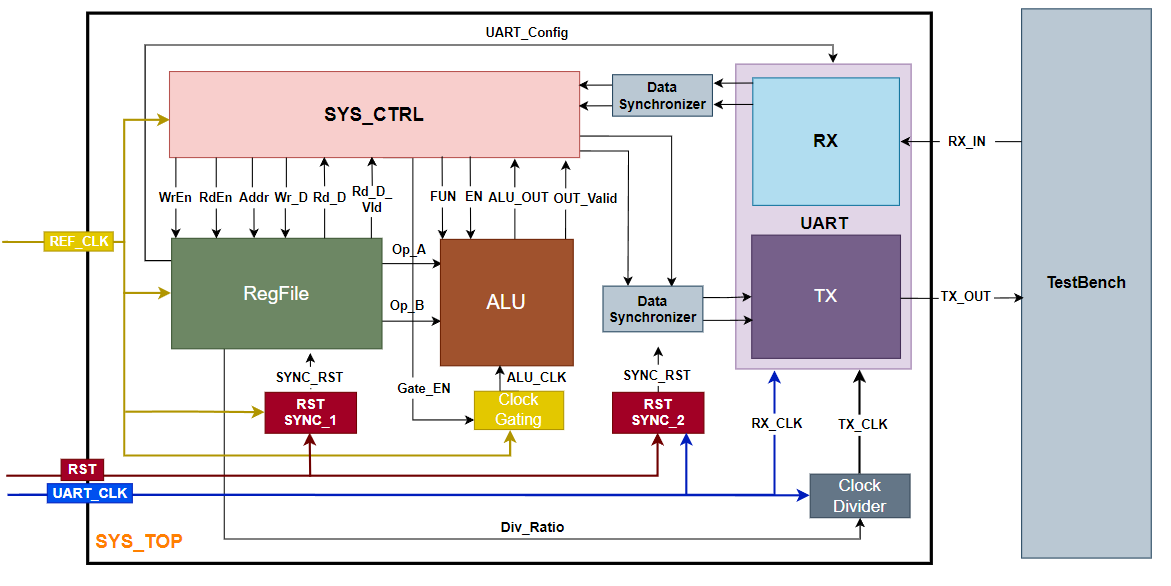 UART_Config
Data
Synchronizer
SYS_CTRL
RX
RX_IN
WrEn
RdEn
Addr
Wr_D
Rd_D
Rd_D_
Vld
FUN
EN
ALU_OUT
OUT_Valid
UART
REF_CLK
Op_A
RegFile
ALU
Data
Synchronizer
TX
TX_OUT
TestBench
Op_B
SYNC_RST
Gate_EN
ALU_CLK
SYNC_RST
RST
SYNC_1
Clock
Gating
RST
SYNC_2
RX_CLK
TX_CLK
RST
UART_CLK
Clock
Divider
Div_Ratio
SYS_TOP